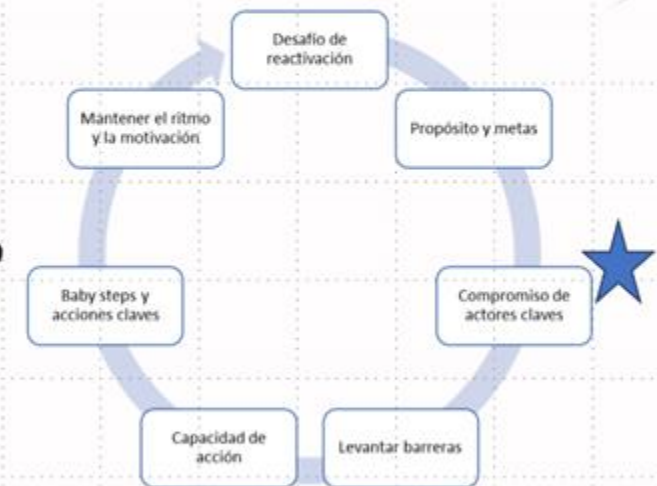 Desafío de
reactivación
Propósito y metas
Compromiso de
actores claves
Levantar barreras
Capacidad de
acción
Baby steps y
acciones claves
Mantener el ritmo
y la motivación